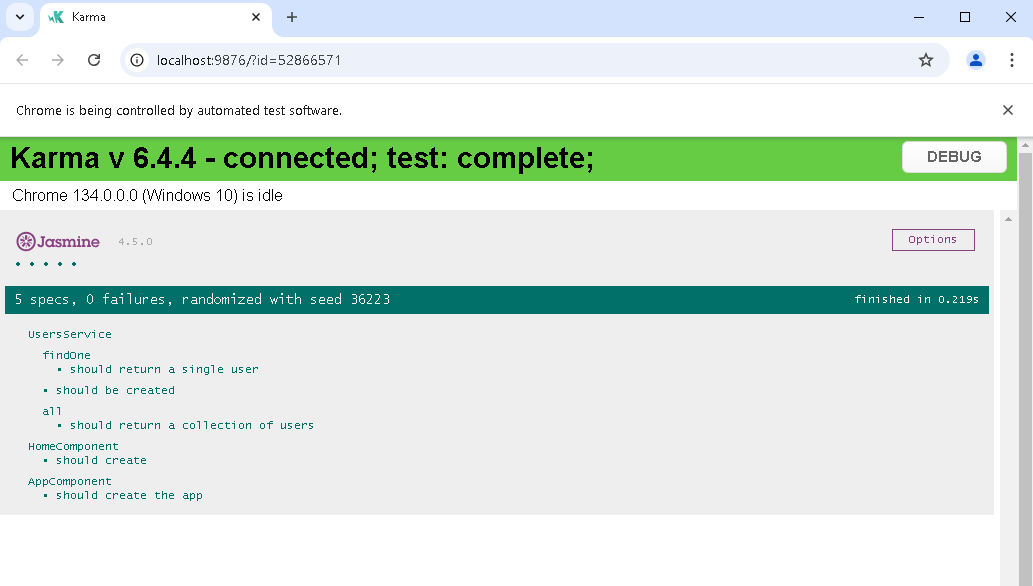 Karma
localhost:9876/?id=52866571
Chrome is being controlled by automated test software.
Karma v 6.4.4 - connected; test: complete;
DEBUG
Chrome 134.0.0.0 (Windows 10) is idle
Jasmine 4.5.0
Options
5 specs, 0 failures, randomized with seed 36223
finished in 0.219s
UsersService
findOne
• should return a single user
• should be created
all
• should return a collection of users
HomeComponent
• should create
AppComponent
• should create the app